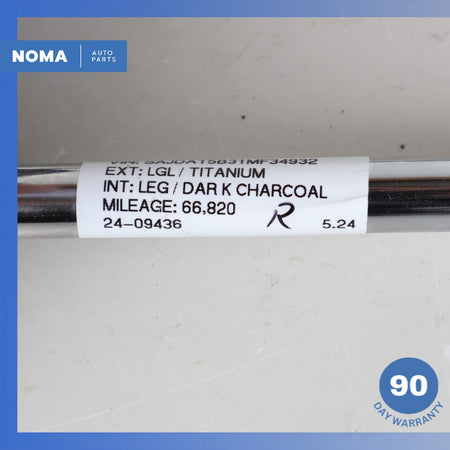 NOMA
AUTO
PARTS
EXT: LGL / TITANIUM
INT: LEG / DARK CHARCOAL
MILEAGE: 66,820
R
24-09436
5.24
90
DAY WARRANTY